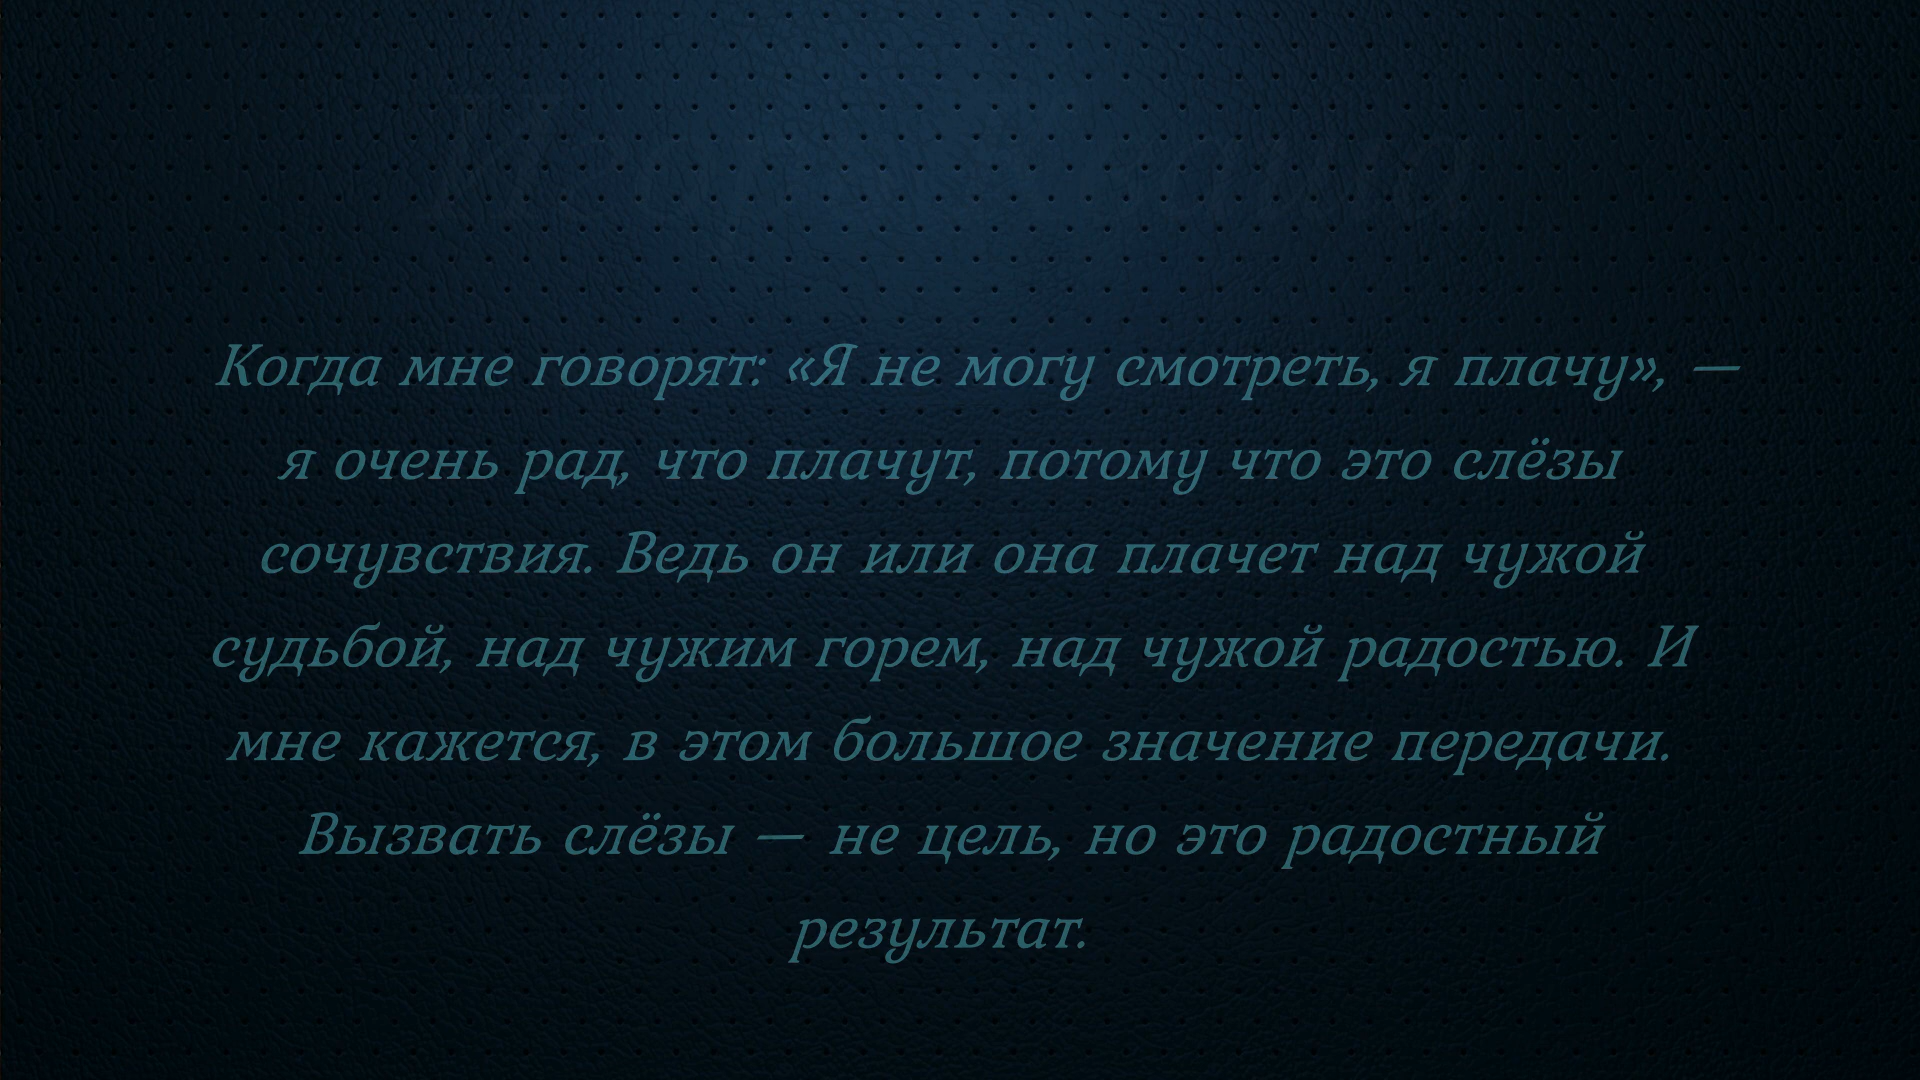 Когда мне говорят: «Я не могу смотреть, я плачу», —
я очень рад, что плачут, потому что это слёзы
сочувствия. Ведь он или она плачет над чужой
судьбой, над чужим горем, над чужой радостью. И
мне кажется, в этом большое значение передачи.
Вызвать слёзы — не цель, но это радостный
результат.